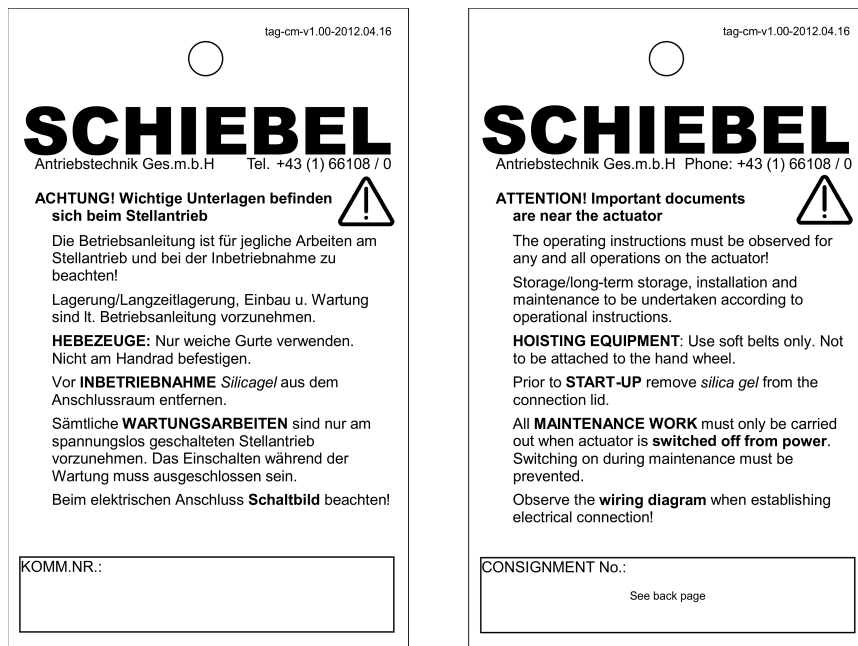 tag-cm-v1.00-2012.04.16
SCHIEBEL
Antriebstechnik Ges.m.b.H Tel. +43 (1) 66108 / 0
ACHTUNG! Wichtige Unterlagen befinden
sich beim Stellantrieb
Die Betriebsanleitung ist für jegliche Arbeiten am
Stellantrieb und bei der Inbetriebnahme zu
beachten!
Lagerung/Langzeitlagerung, Einbau u. Wartung
sind lt. Betriebsanleitung vorzunehmen.
HEBEZEUGE: Nur weiche Gurte verwenden.
Nicht am Handrad befestigen.
Vor INBETRIEBNAHME Silicagel aus dem
Anschlussraum entfernen.
Sämtliche WARTUNGSARBEITEN sind nur am
spannungslos geschalteten Stellantrieb
vorzunehmen. Das Einschalten während der
Wartung muss ausgeschlossen sein.
Beim elektrischen Anschluss Schaltbild beachten!
KOMM.NR.:
tag-cm-v1.00-2012.04.16
SCHIEBEL
Antriebstechnik Ges.m.b.H Phone: +43 (1) 66108 / 0
ATTENTION! Important documents
are near the actuator
The operating instructions must be observed for
any and all operations on the actuator!
Storage/long-term storage, installation and
maintenance to be undertaken according to
operational instructions.
HOISTING EQUIPMENT: Use soft belts only. Not
to be attached to the hand wheel.
Prior to START-UP remove silica gel from the
connection lid.
All MAINTENANCE WORK must only be carried
out when actuator is switched off from power.
Switching on during maintenance must be
prevented.
Observe the wiring diagram when establishing
electrical connection!
CONSIGNMENT No.:
See back page